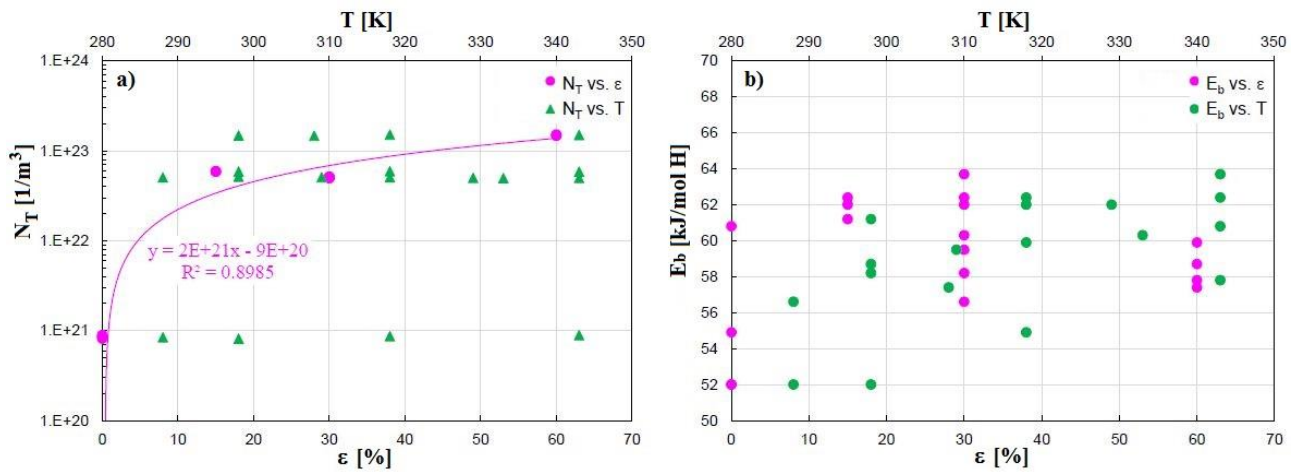 T [K]
280 290 300 310 320 330 340 350
1.E+24
a)
N_T vs. ε
N_T vs. T
1.E+23
N_T [1/m³]
1.E+22
y = 2E+21x - 9E+20
R² = 0.8985
1.E+21
1.E+20
0 10 20 30 40 50 60 70
ε [%]
T [K]
280 290 300 310 320 330 340 350
70
b)
E_b vs. ε
E_b vs. T
68
66
64
62
60
E_b [kJ/mol H]
58
56
54
52
50
0 10 20 30 40 50 60 70
ε [%]